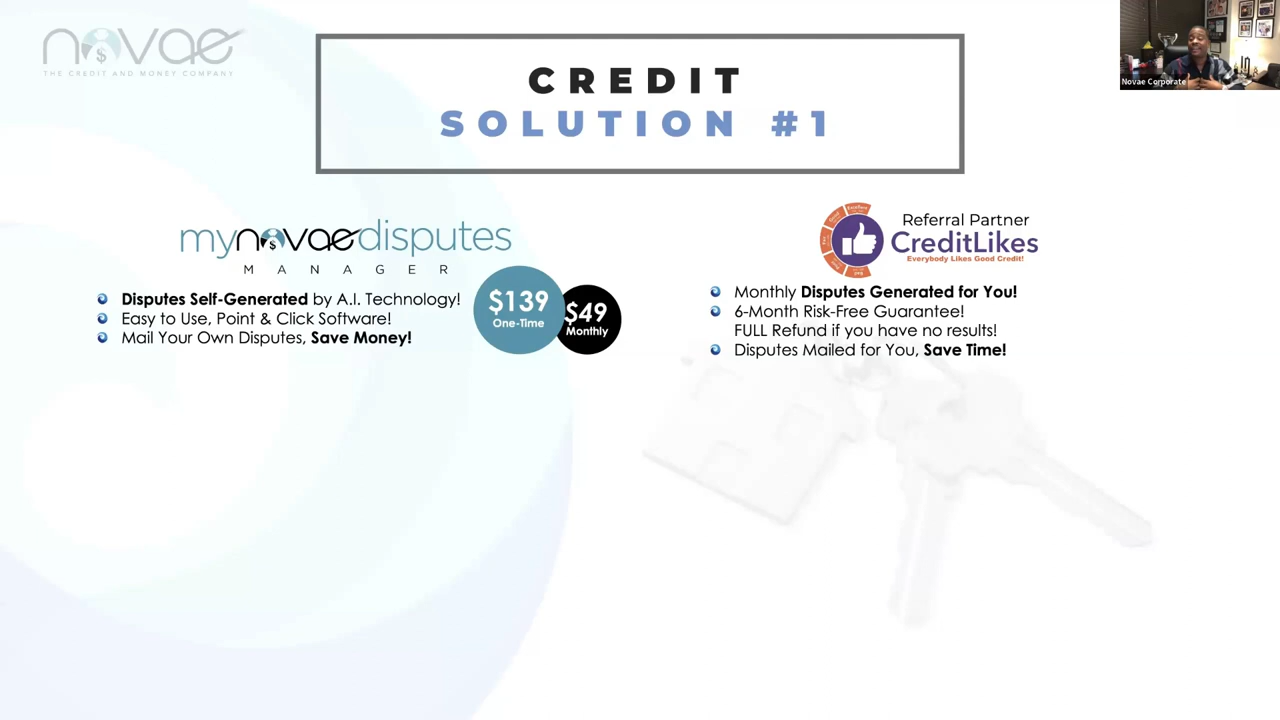 novae
THE CREDIT AND MONEY COMPANY
CREDIT
SOLUTION #1
Novae Corporate
mynovaedisputes
MANAGER
Disputes Self-Generated by A.I. Technology!
Easy to Use, Point & Click Software!
Mail Your Own Disputes, Save Money!
$139
One-Time
$49
Monthly
Referral Partner
CreditLikes
Everybody Likes Good Credit!
Monthly Disputes Generated for You!
6-Month Risk-Free Guarantee!
FULL Refund if you have no results!
Disputes Mailed for You, Save Time!